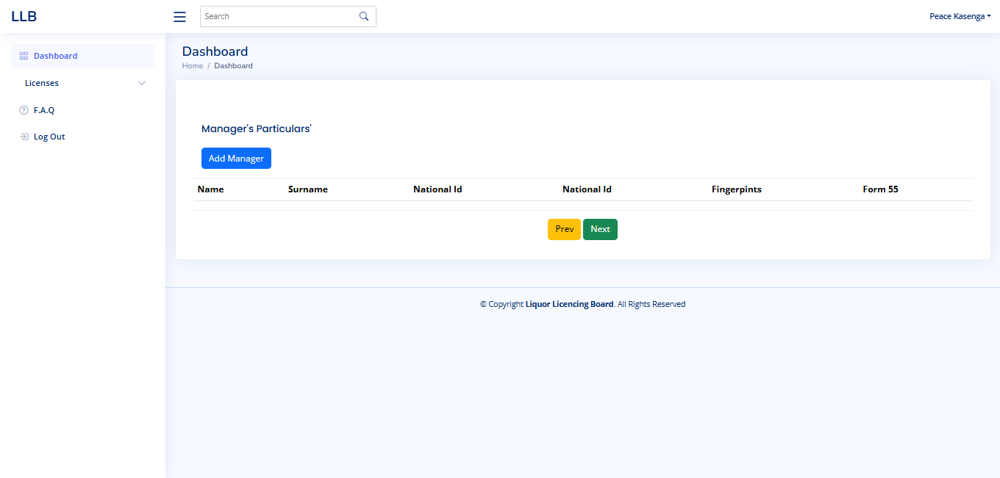 LLB
Search
Peace Kasenga
Dashboard
Licenses
F.A.Q
Log Out
Dashboard
Home / Dashboard
Manager's Particulars'
Add Manager
Name Surname National Id National Id Fingerpints Form 55
Prev Next
© Copyright Liquor Licencing Board. All Rights Reserved